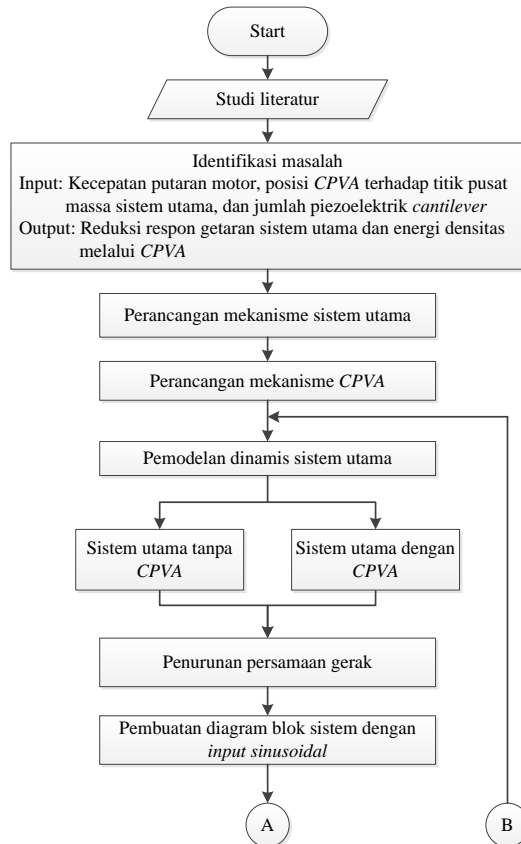 Start
Studi literatur
Identifikasi masalah
Input: Kecepatan putaran motor, posisi CPVA terhadap titik pusat
massa sistem utama, dan jumlah piezoelektrik cantilever
Output: Reduksi respon getaran sistem utama dan energi densitas
melalui CPVA
Perancangan mekanisme sistem utama
Perancangan mekanisme CPVA
Pemodelan dinamis sistem utama
Sistem utama tanpa
CPVA
Sistem utama dengan
CPVA
Penurunan persamaan gerak
Pembuatan diagram blok sistem dengan
input sinusoidal
A
B